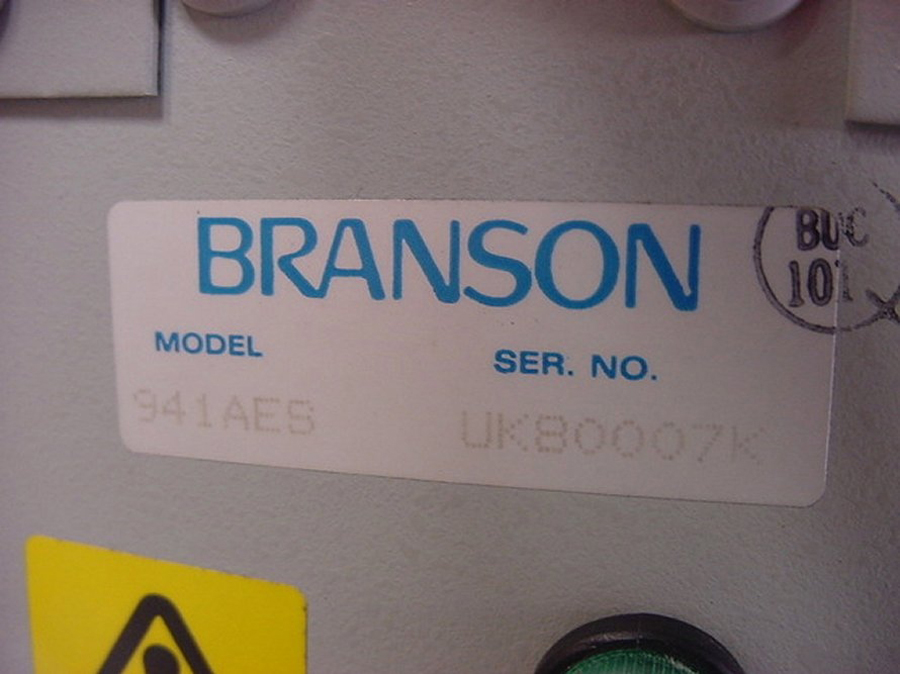 BRANSON
BUC
101
MODEL
SER. NO.
941AES
UK80007K